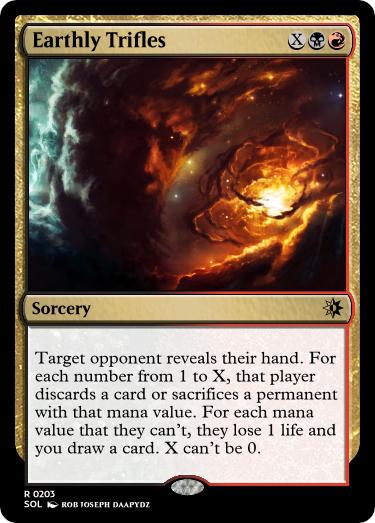 Earthly Trifles
X
Sorcery
Target opponent reveals their hand. For
each number from 1 to X, that player
discards a card or sacrifices a permanent
with that mana value. For each mana
value that they can't, they lose 1 life and
you draw a card. X can't be 0.
R 0203
SOL ROB JOSEPH DAAPYDZ